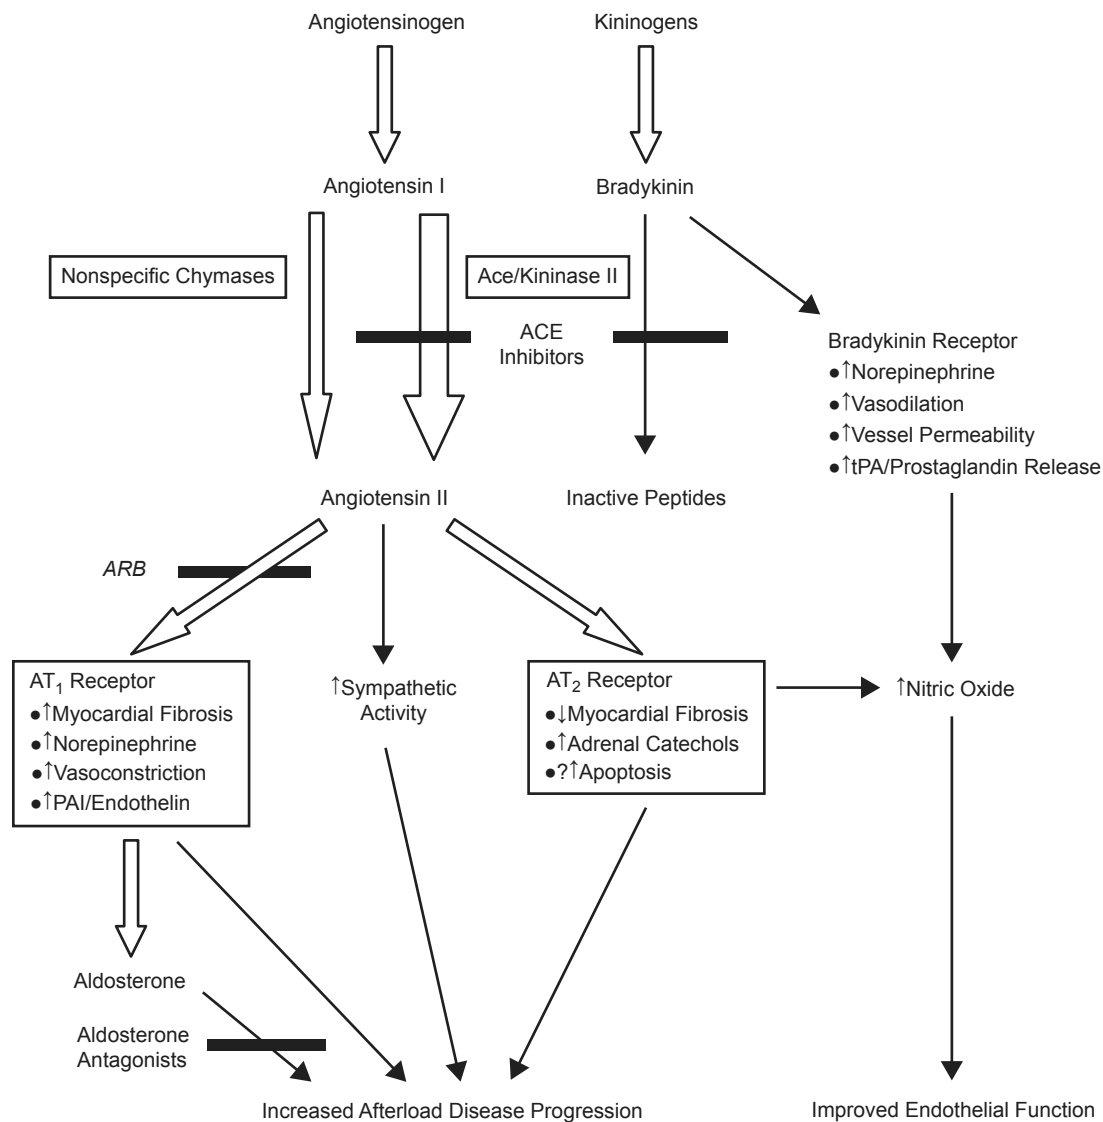 Angiotensinogen
Kininogens
Angiotensin I
Bradykinin
Nonspecific Chymases
Ace/Kininase II
ACE
Inhibitors
Bradykinin Receptor
●↑Norepinephrine
●↑Vasodilation
●↑Vessel Permeability
●↑tPA/Prostaglandin Release
Angiotensin II
Inactive Peptides
ARB
AT1 Receptor
●↑Myocardial Fibrosis
●↑Norepinephrine
●↑Vasoconstriction
●↑PAI/Endothelin
↑Sympathetic
Activity
AT2 Receptor
●↓Myocardial Fibrosis
●↑Adrenal Catechols
●?↑Apoptosis
↑Nitric Oxide
Aldosterone
Aldosterone
Antagonists
Increased Afterload Disease Progression
Improved Endothelial Function